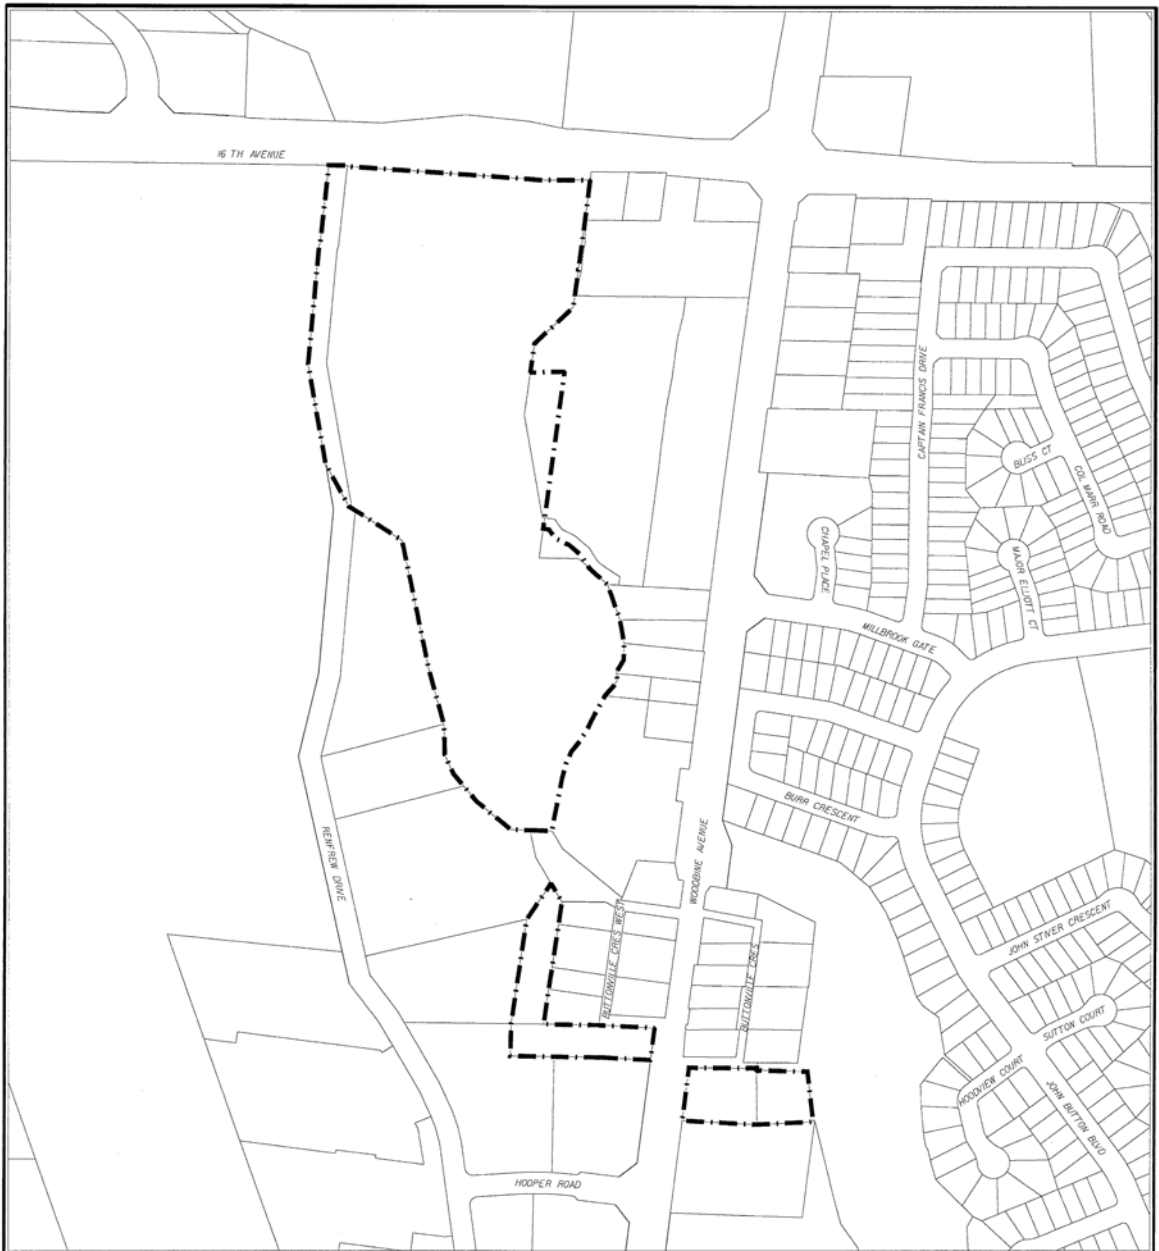 16 TH AVENUE
CAPTAIN FRANCIS DRIVE
BLISS CT
COL MARR ROAD
CHAPEL PLACE
MAJOR ELLIOTT CT
MILLBROOK GATE
BURR CRESCENT
WOODBINE AVENUE
RENFREW DRIVE
BUTTONVILLE CRES WEST
BUTTONVILLE CRES
JOHN STIVER CRESCENT
SUTTON COURT
HOODVIEW COURT
JOHN BUTTON BLVD
HOOPER ROAD